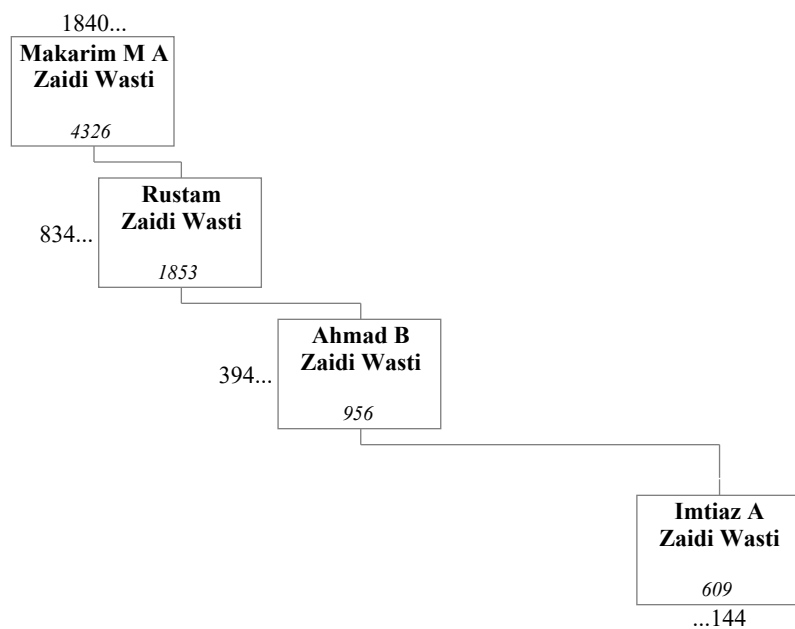 1840...
Makarim M A
Zaidi Wasti
4326
Rustam
Zaidi Wasti
834...
1853
Ahmad B
Zaidi Wasti
394...
956
Imtiaz A
Zaidi Wasti
609
...144